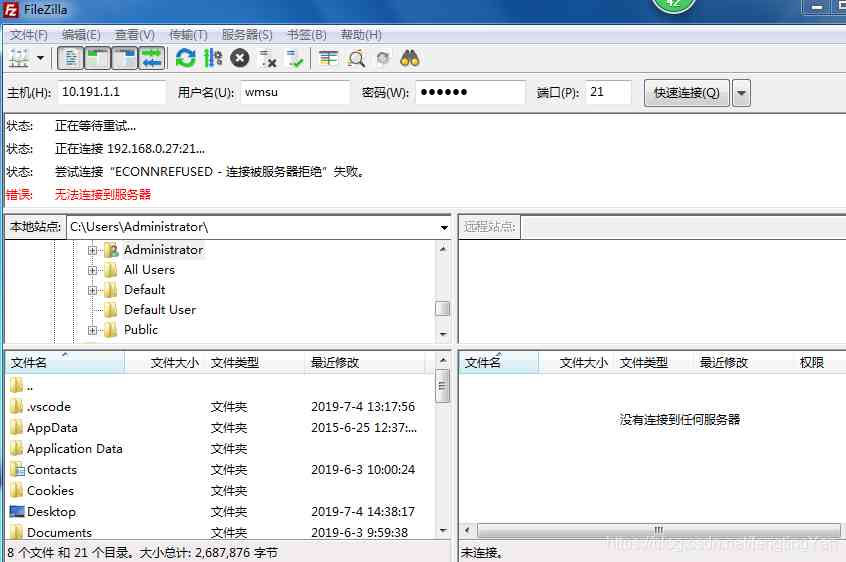 FileZilla
42
文件(F) 编辑(E) 查看(V) 传输(T) 服务器(S) 书签(B) 帮助(H)
主机(H): 10.191.1.1 用户名(U): wmsu 密码(W): ●●●●●● 端口(P): 21 快速连接(Q)
状态: 正在等待重试...
状态: 正在连接 192.168.0.27:21...
状态: 尝试连接“ECONNREFUSED - 连接被服务器拒绝”失败。
错误: 无法连接到服务器
本地站点: C:\Users\Administrator\ 远程站点:
Administrator
All Users
Default
Default User
Public
文件名 文件大小 文件类型 最近修改 文件名 文件大小 文件类型 最近修改 权限
..
.vscode 文件夹 2019-7-4 13:17:56
AppData 文件夹 2015-6-25 12:37:...
Application Data 文件夹
Contacts 文件夹 2019-6-3 10:00:24
Cookies 文件夹
Desktop 文件夹 2019-7-4 14:38:17
Documents 文件夹 2019-6-3 9:59:38
没有连接到任何服务器
8 个文件 和 21 个目录。大小总计: 2,687,876 字节 未连接。